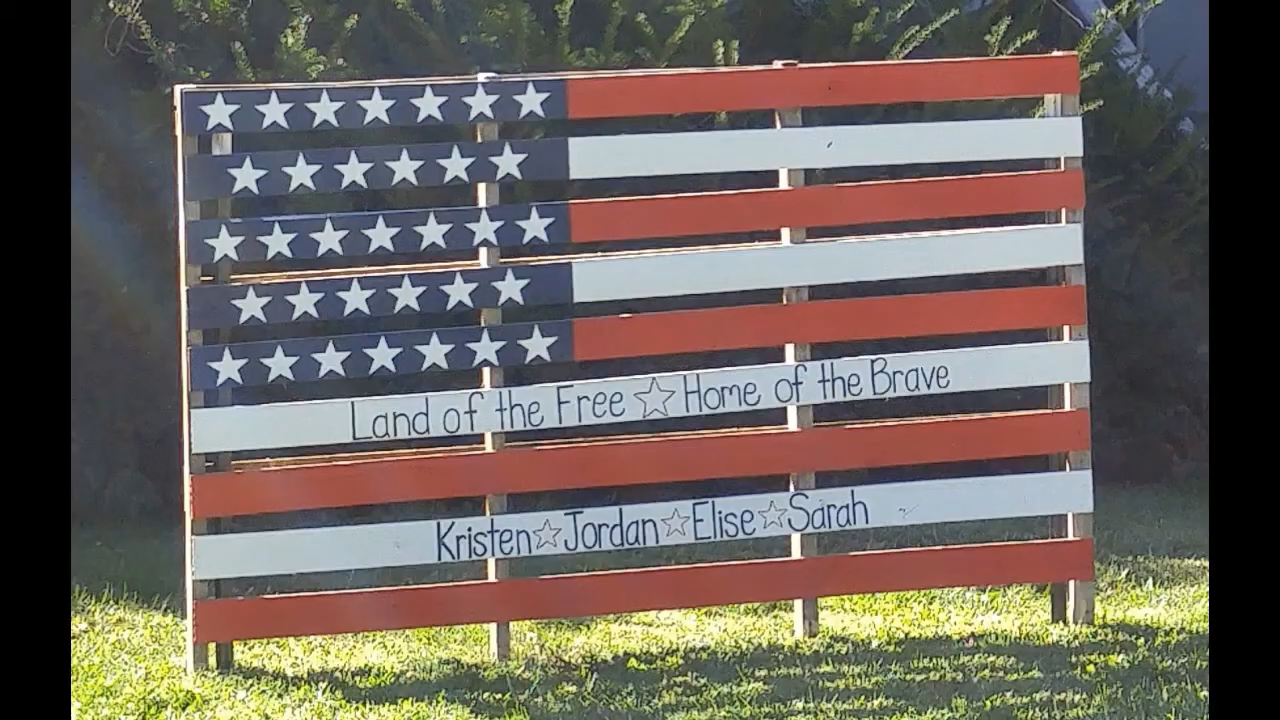 Land of the Free ☆ Home of the Brave
Kristen ☆ Jordan ☆ Elise ☆ Sarah